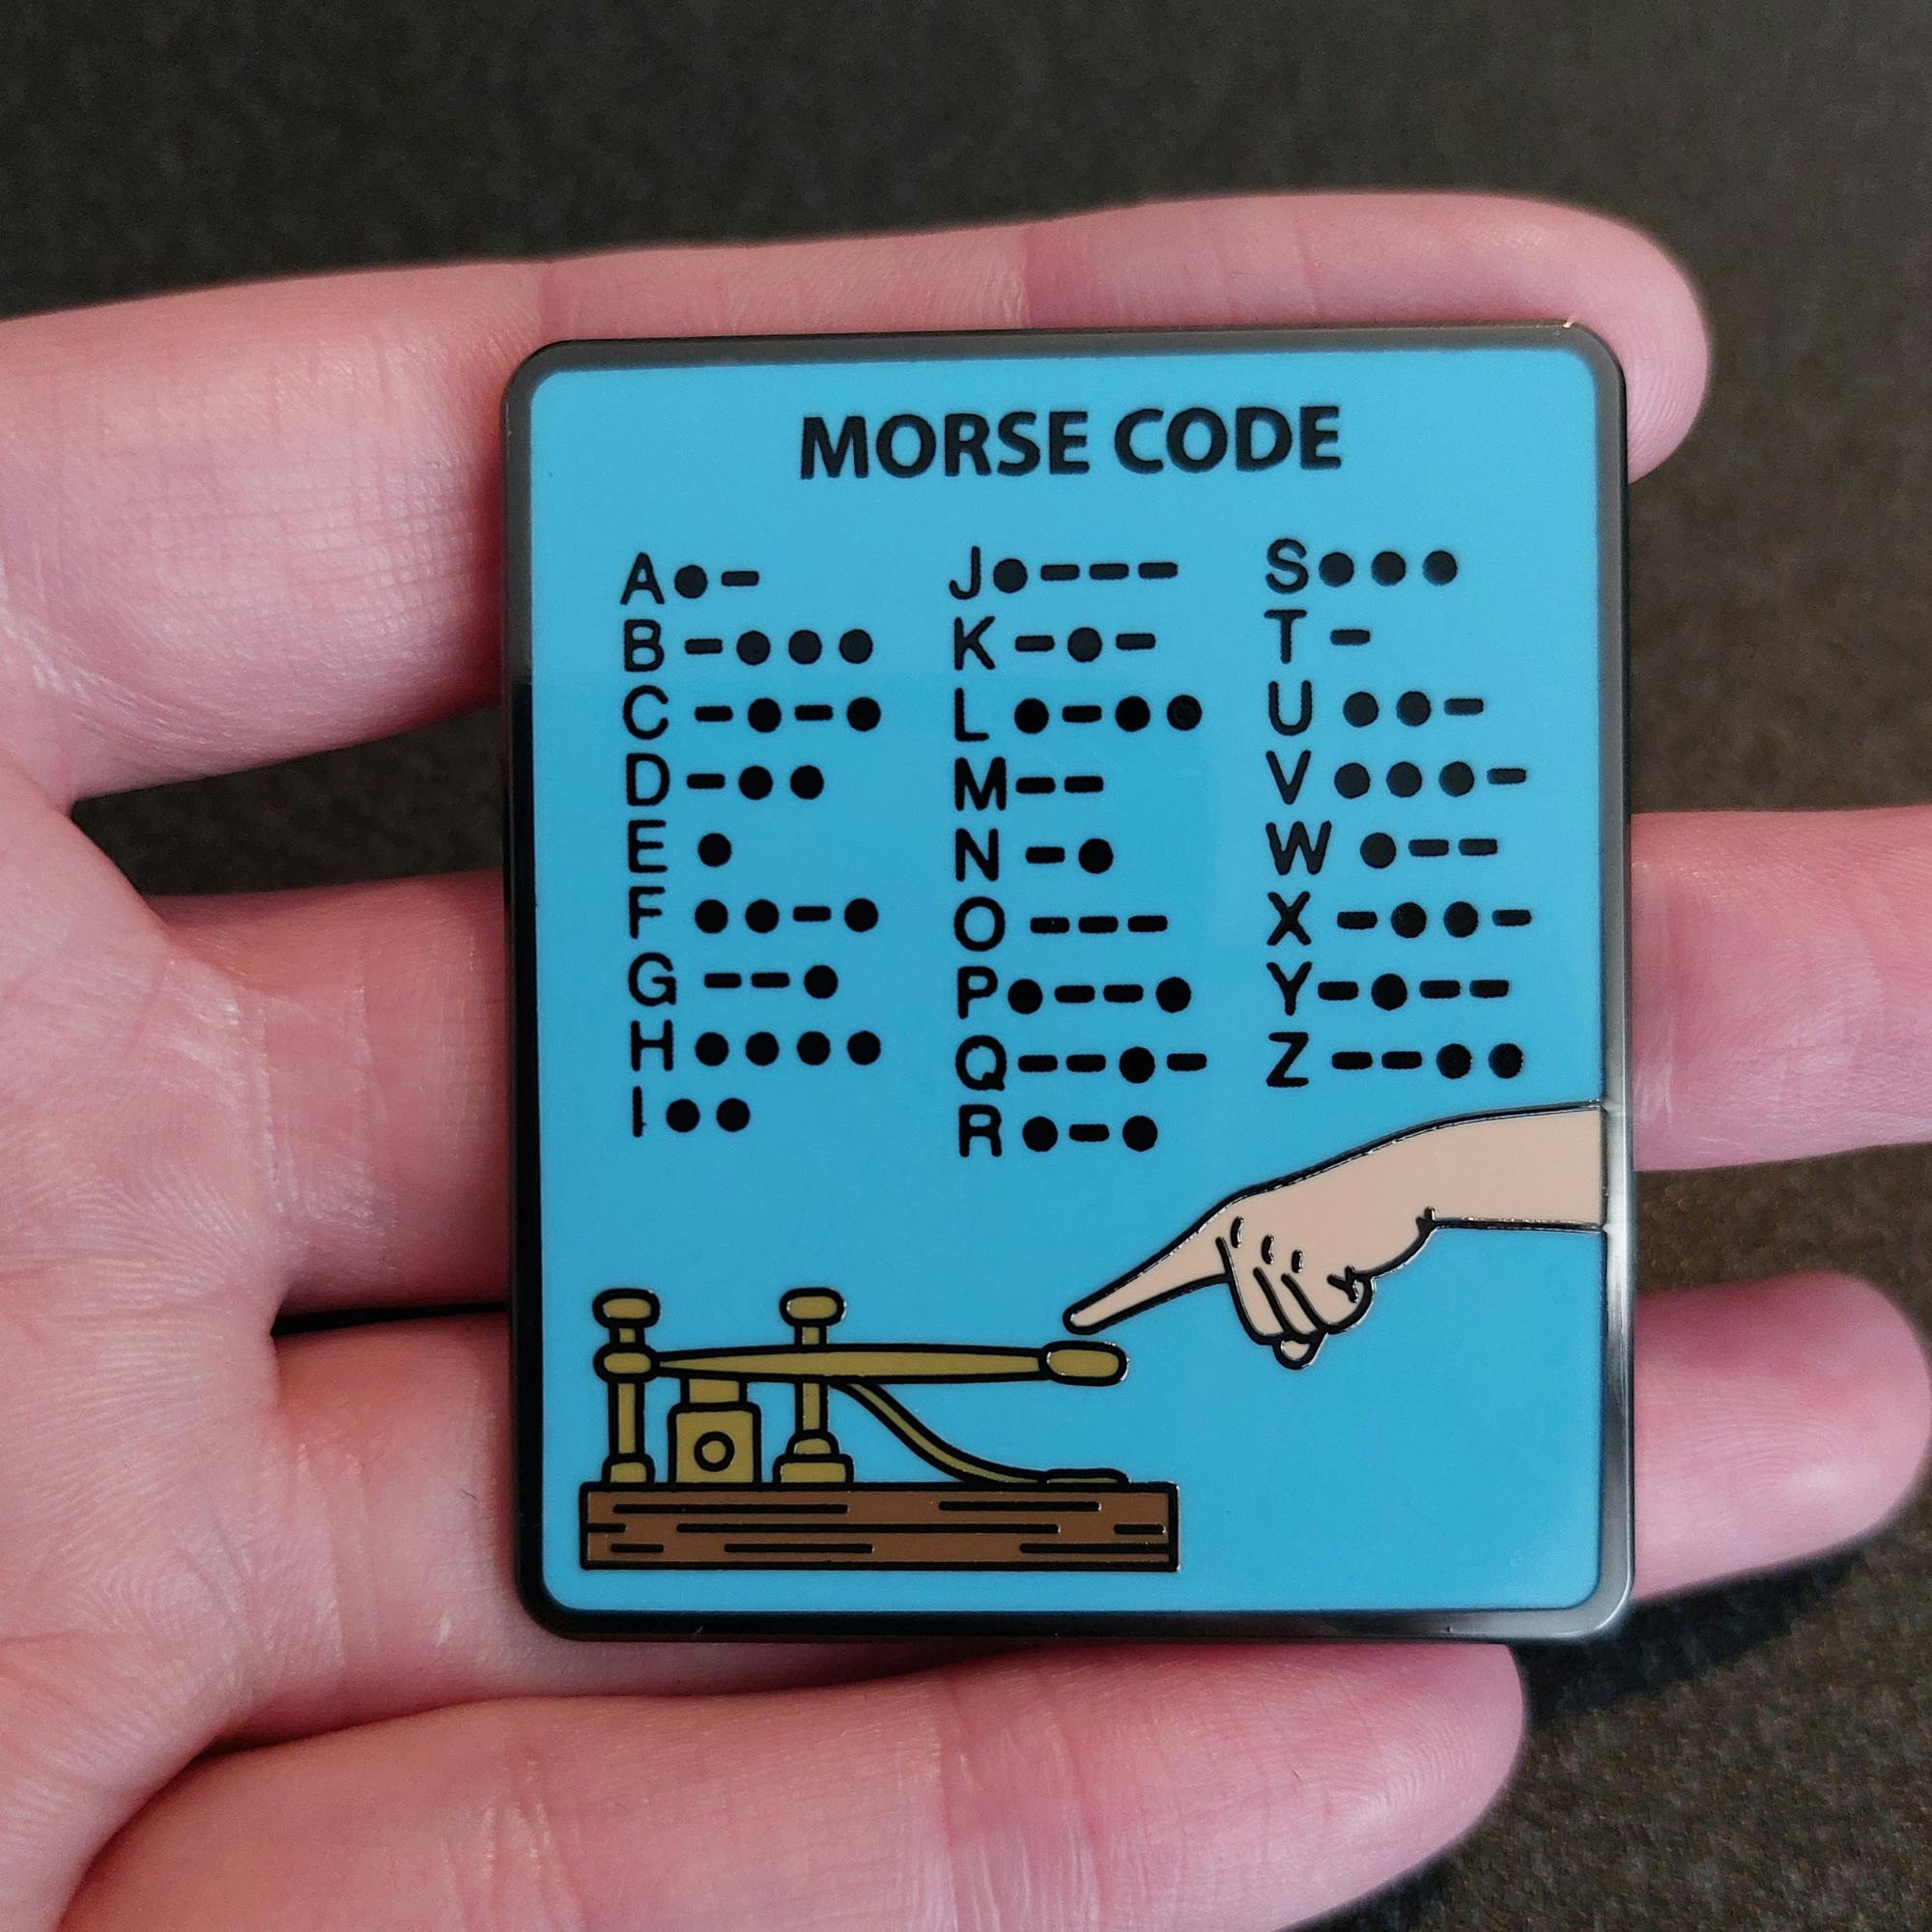 MORSE CODE
A●-
B-●●●
C-●-●
D-●●
E●
F●●-●
G--●
H●●●●
I●●
J●---
K-●-
L●-●●
M--
N-●
O---
P●--●
Q--●-
R●-●
S●●●
T-
U●●-
V●●●-
W●--
X-●●-
Y-●--
Z--●●